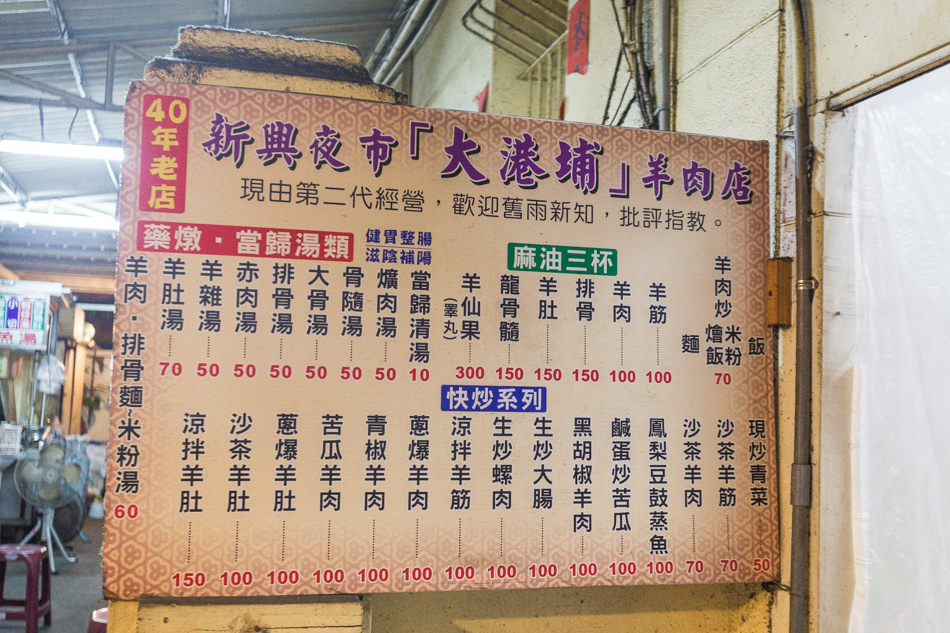 40年老店
新興夜市「大港埔」羊肉店
現由第二代經營，歡迎舊雨新知，批評指教。
藥燉·當歸湯類
健胃整腸
滋陰補陽
羊肉·排骨麵~米粉湯 60
羊肚湯 70
羊雜湯 50
赤肉湯 50
排骨湯 50
大骨湯 50
骨隨湯 50
爌肉湯 50
當歸清湯 10
麻油三杯
羊仙果(睪丸) 300
龍骨髓 150
羊肚 150
排骨 150
羊肉 100
羊筋 100
羊肉炒 麵 燴飯 米粉 飯 70
快炒系列
涼拌羊肚 150
沙茶羊肚 100
蔥爆羊肚 100
苦瓜羊肉 100
青椒羊肉 100
蔥爆羊肉 100
涼拌羊筋 100
生炒螺肉 100
生炒大腸 100
黑胡椒羊肉 100
鹹蛋炒苦瓜 100
鳳梨豆鼓蒸魚 100
沙茶羊肉 70
沙茶羊筋 70
現炒青菜 50